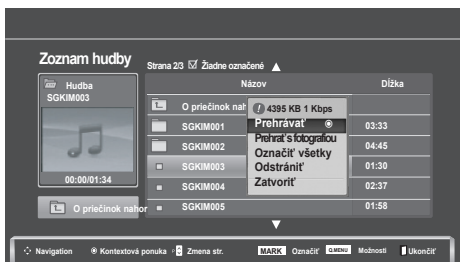 Zoznam hudby
Strana 2/3 ☑ Žiadne označené ▲
Hudba
SGKIM003
00:00/01:34
O priečinok nahor
Názov Dĺžka
O priečinok nah
SGKIM001 03:33
SGKIM002 04:45
SGKIM003 01:30
SGKIM004 02:37
SGKIM005 01:58
4395 KB 1 Kbps
Prehrávať
Prehrať s fotografiou
Označiť všetky
Odstrániť
Zatvoriť
▼
Navigation Kontextová ponuka Zmena str. MARK Označiť Q.MENU Možnosti Ukončiť